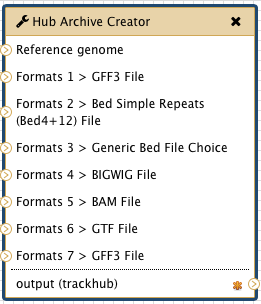 Hub Archive Creator
Reference genome
Formats 1 > GFF3 File
Formats 2 > Bed Simple Repeats
(Bed4+12) File
Formats 3 > Generic Bed File Choice
Formats 4 > BIGWIG File
Formats 5 > BAM File
Formats 6 > GTF File
Formats 7 > GFF3 File
output (trackhub)